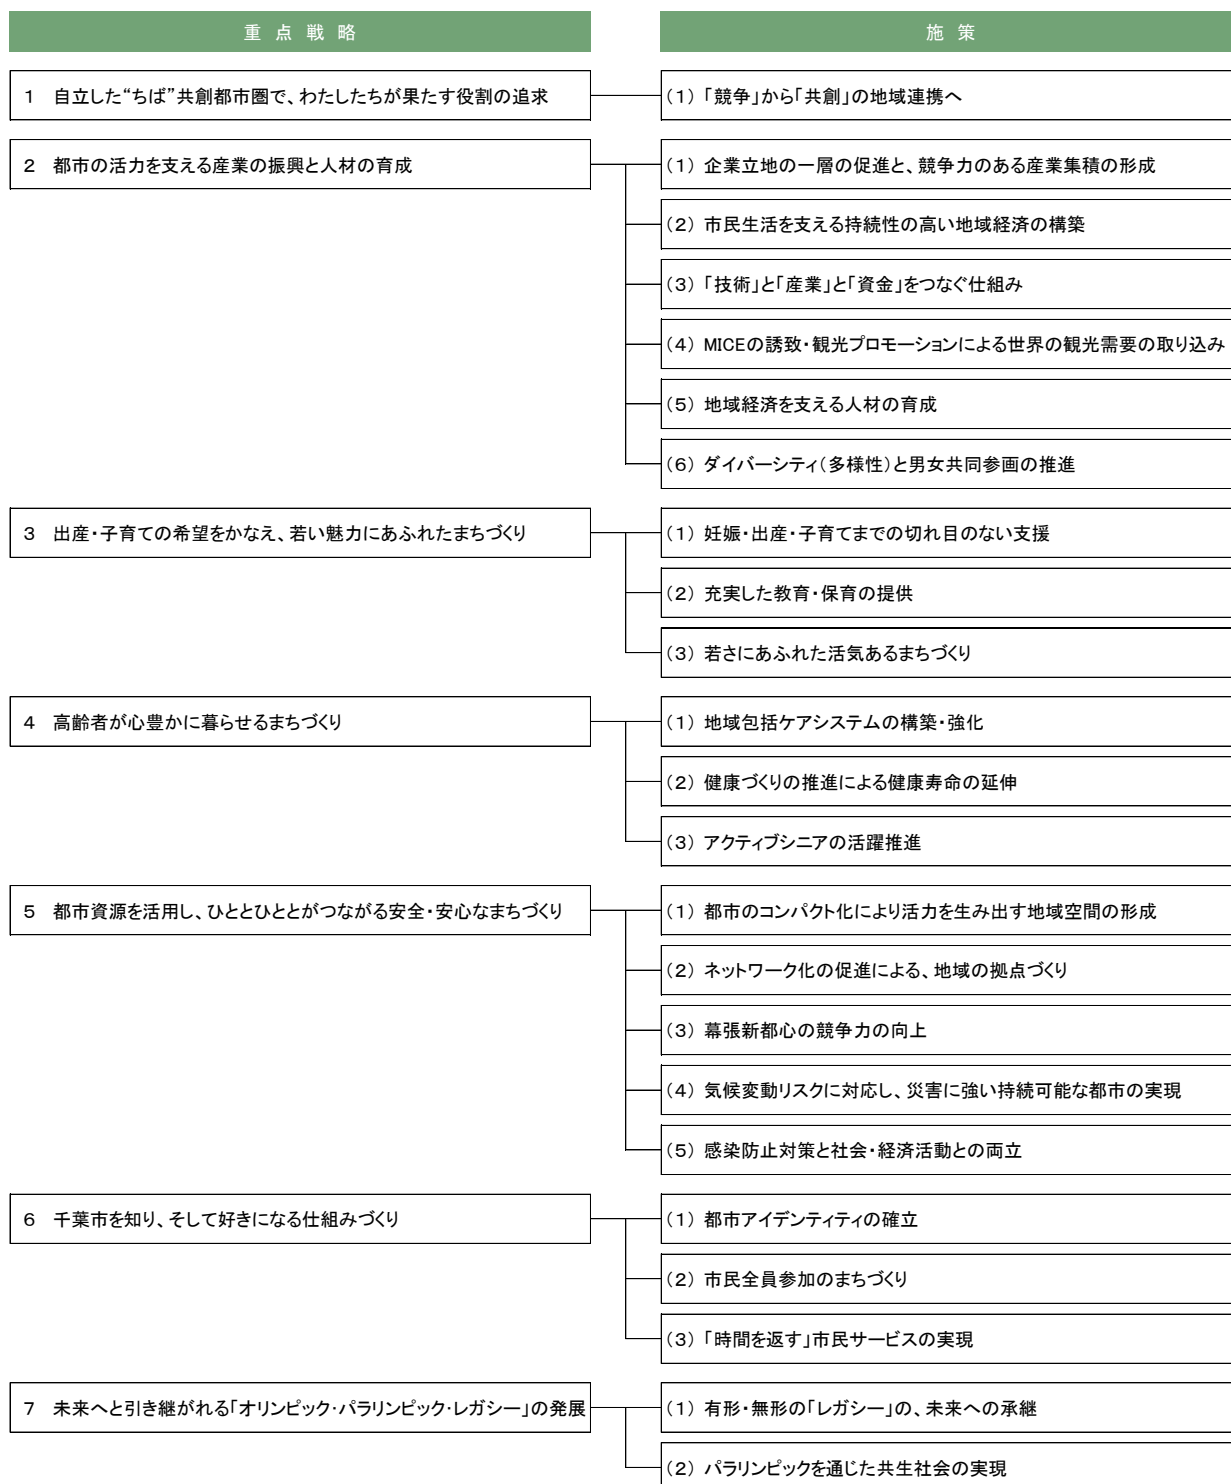 重点戦略
施策
1 自立した“ちば”共創都市圏で、わたしたちが果たす役割の追求
(1)「競争」から「共創」の地域連携へ
2 都市の活力を支える産業の振興と人材の育成
(1) 企業立地の一層の促進と、競争力のある産業集積の形成
(2) 市民生活を支える持続性の高い地域経済の構築
(3)「技術」と「産業」と「資金」をつなぐ仕組み
(4) MICEの誘致・観光プロモーションによる世界の観光需要の取り込み
(5) 地域経済を支える人材の育成
(6) ダイバーシティ(多様性)と男女共同参画の推進
3 出産・子育ての希望をかなえ、若い魅力にあふれたまちづくり
(1) 妊娠・出産・子育てまでの切れ目のない支援
(2) 充実した教育・保育の提供
(3) 若さにあふれた活気あるまちづくり
4 高齢者が心豊かに暮らせるまちづくり
(1) 地域包括ケアシステムの構築・強化
(2) 健康づくりの推進による健康寿命の延伸
(3) アクティブシニアの活躍推進
5 都市資源を活用し、ひととひととがつながる安全・安心なまちづくり
(1) 都市のコンパクト化により活力を生み出す地域空間の形成
(2) ネットワーク化の促進による、地域の拠点づくり
(3) 幕張新都心の競争力の向上
(4) 気候変動リスクに対応し、災害に強い持続可能な都市の実現
(5) 感染防止対策と社会・経済活動との両立
6 千葉市を知り、そして好きになる仕組みづくり
(1) 都市アイデンティティの確立
(2) 市民全員参加のまちづくり
(3)「時間を返す」市民サービスの実現
7 未来へと引き継がれる「オリンピック・パラリンピック・レガシー」の発展
(1) 有形・無形の「レガシー」の、未来への承継
(2) パラリンピックを通じた共生社会の実現